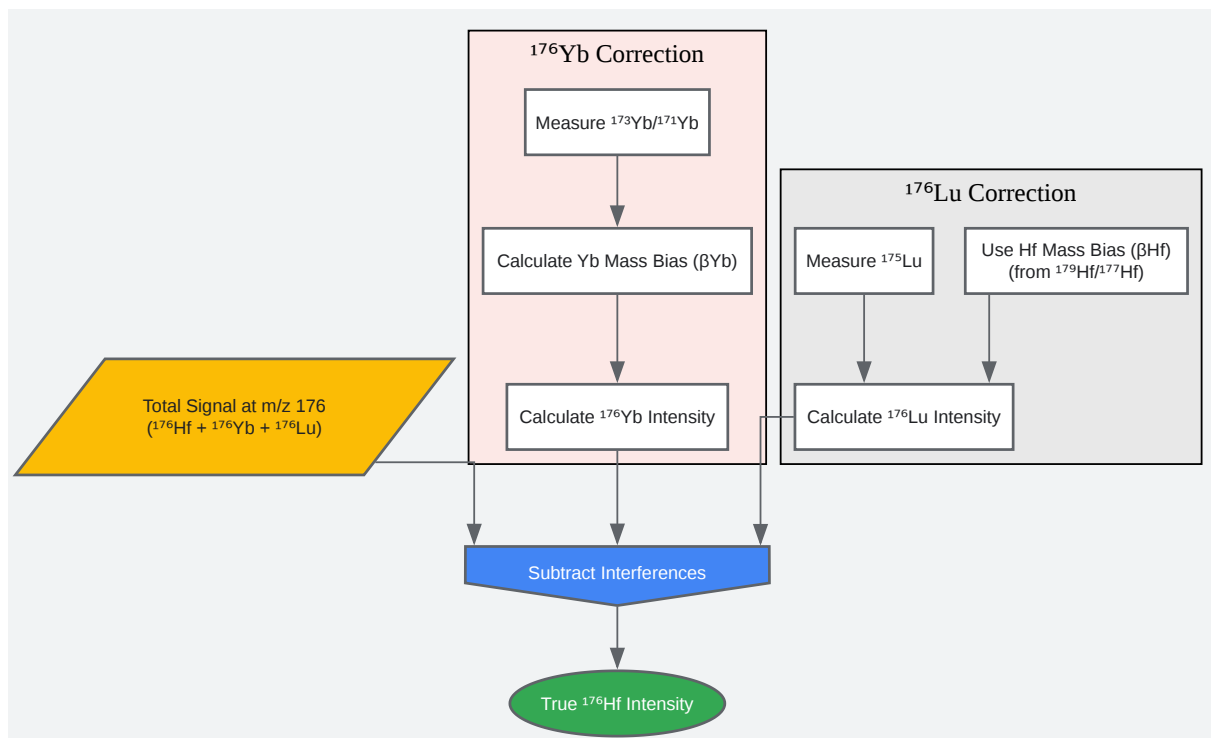 ¹⁷⁶Yb Correction
Measure ¹⁷³Yb/¹⁷¹Yb
Calculate Yb Mass Bias (βYb)
Calculate ¹⁷⁶Yb Intensity
¹⁷⁶Lu Correction
Measure ¹⁷⁵Lu
Use Hf Mass Bias (βHf)
(from ¹⁷⁹Hf/¹⁷⁷Hf)
Calculate ¹⁷⁶Lu Intensity
Total Signal at m/z 176
(¹⁷⁶Hf + ¹⁷⁶Yb + ¹⁷⁶Lu)
Subtract Interferences
True ¹⁷⁶Hf Intensity